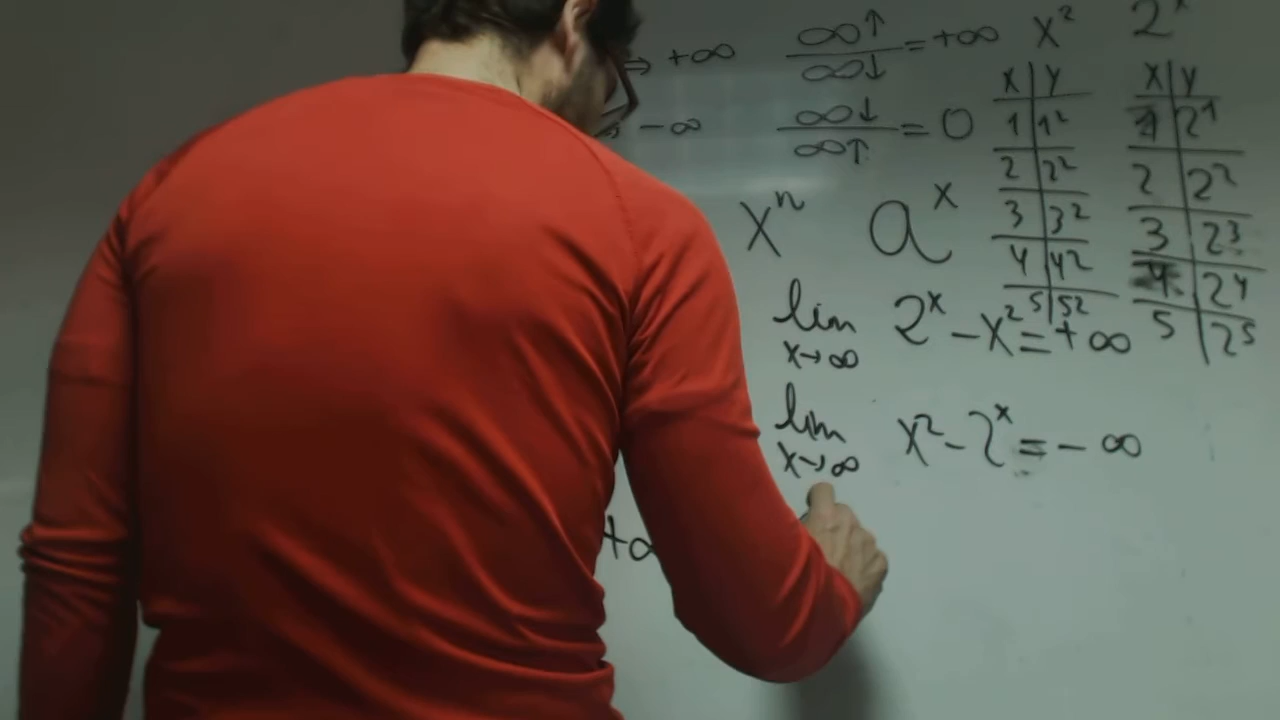 ⇒ +∞
∞↑/∞↓ = +∞
x²
2ˣ
-∞
∞↓/∞↑ = 0
x | y
1 | 1²
2 | 2²
3 | 3²
4 | 4²
5 | 5²
x | y
1 | 2¹
2 | 2²
3 | 2³
4 | 2⁴
5 | 2⁵
xⁿ aˣ
lim x→∞ 2ˣ - x² = +∞
lim x→∞ x² - 2ˣ = -∞